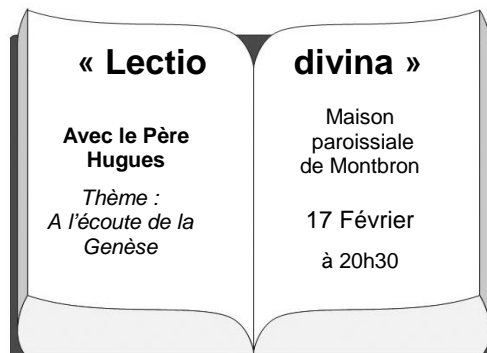 « Lectio divina »
Avec le Père
Hugues
Thème :
A l'écoute de la
Genèse
Maison
paroissiale
de Montbron
17 Février
à 20h30